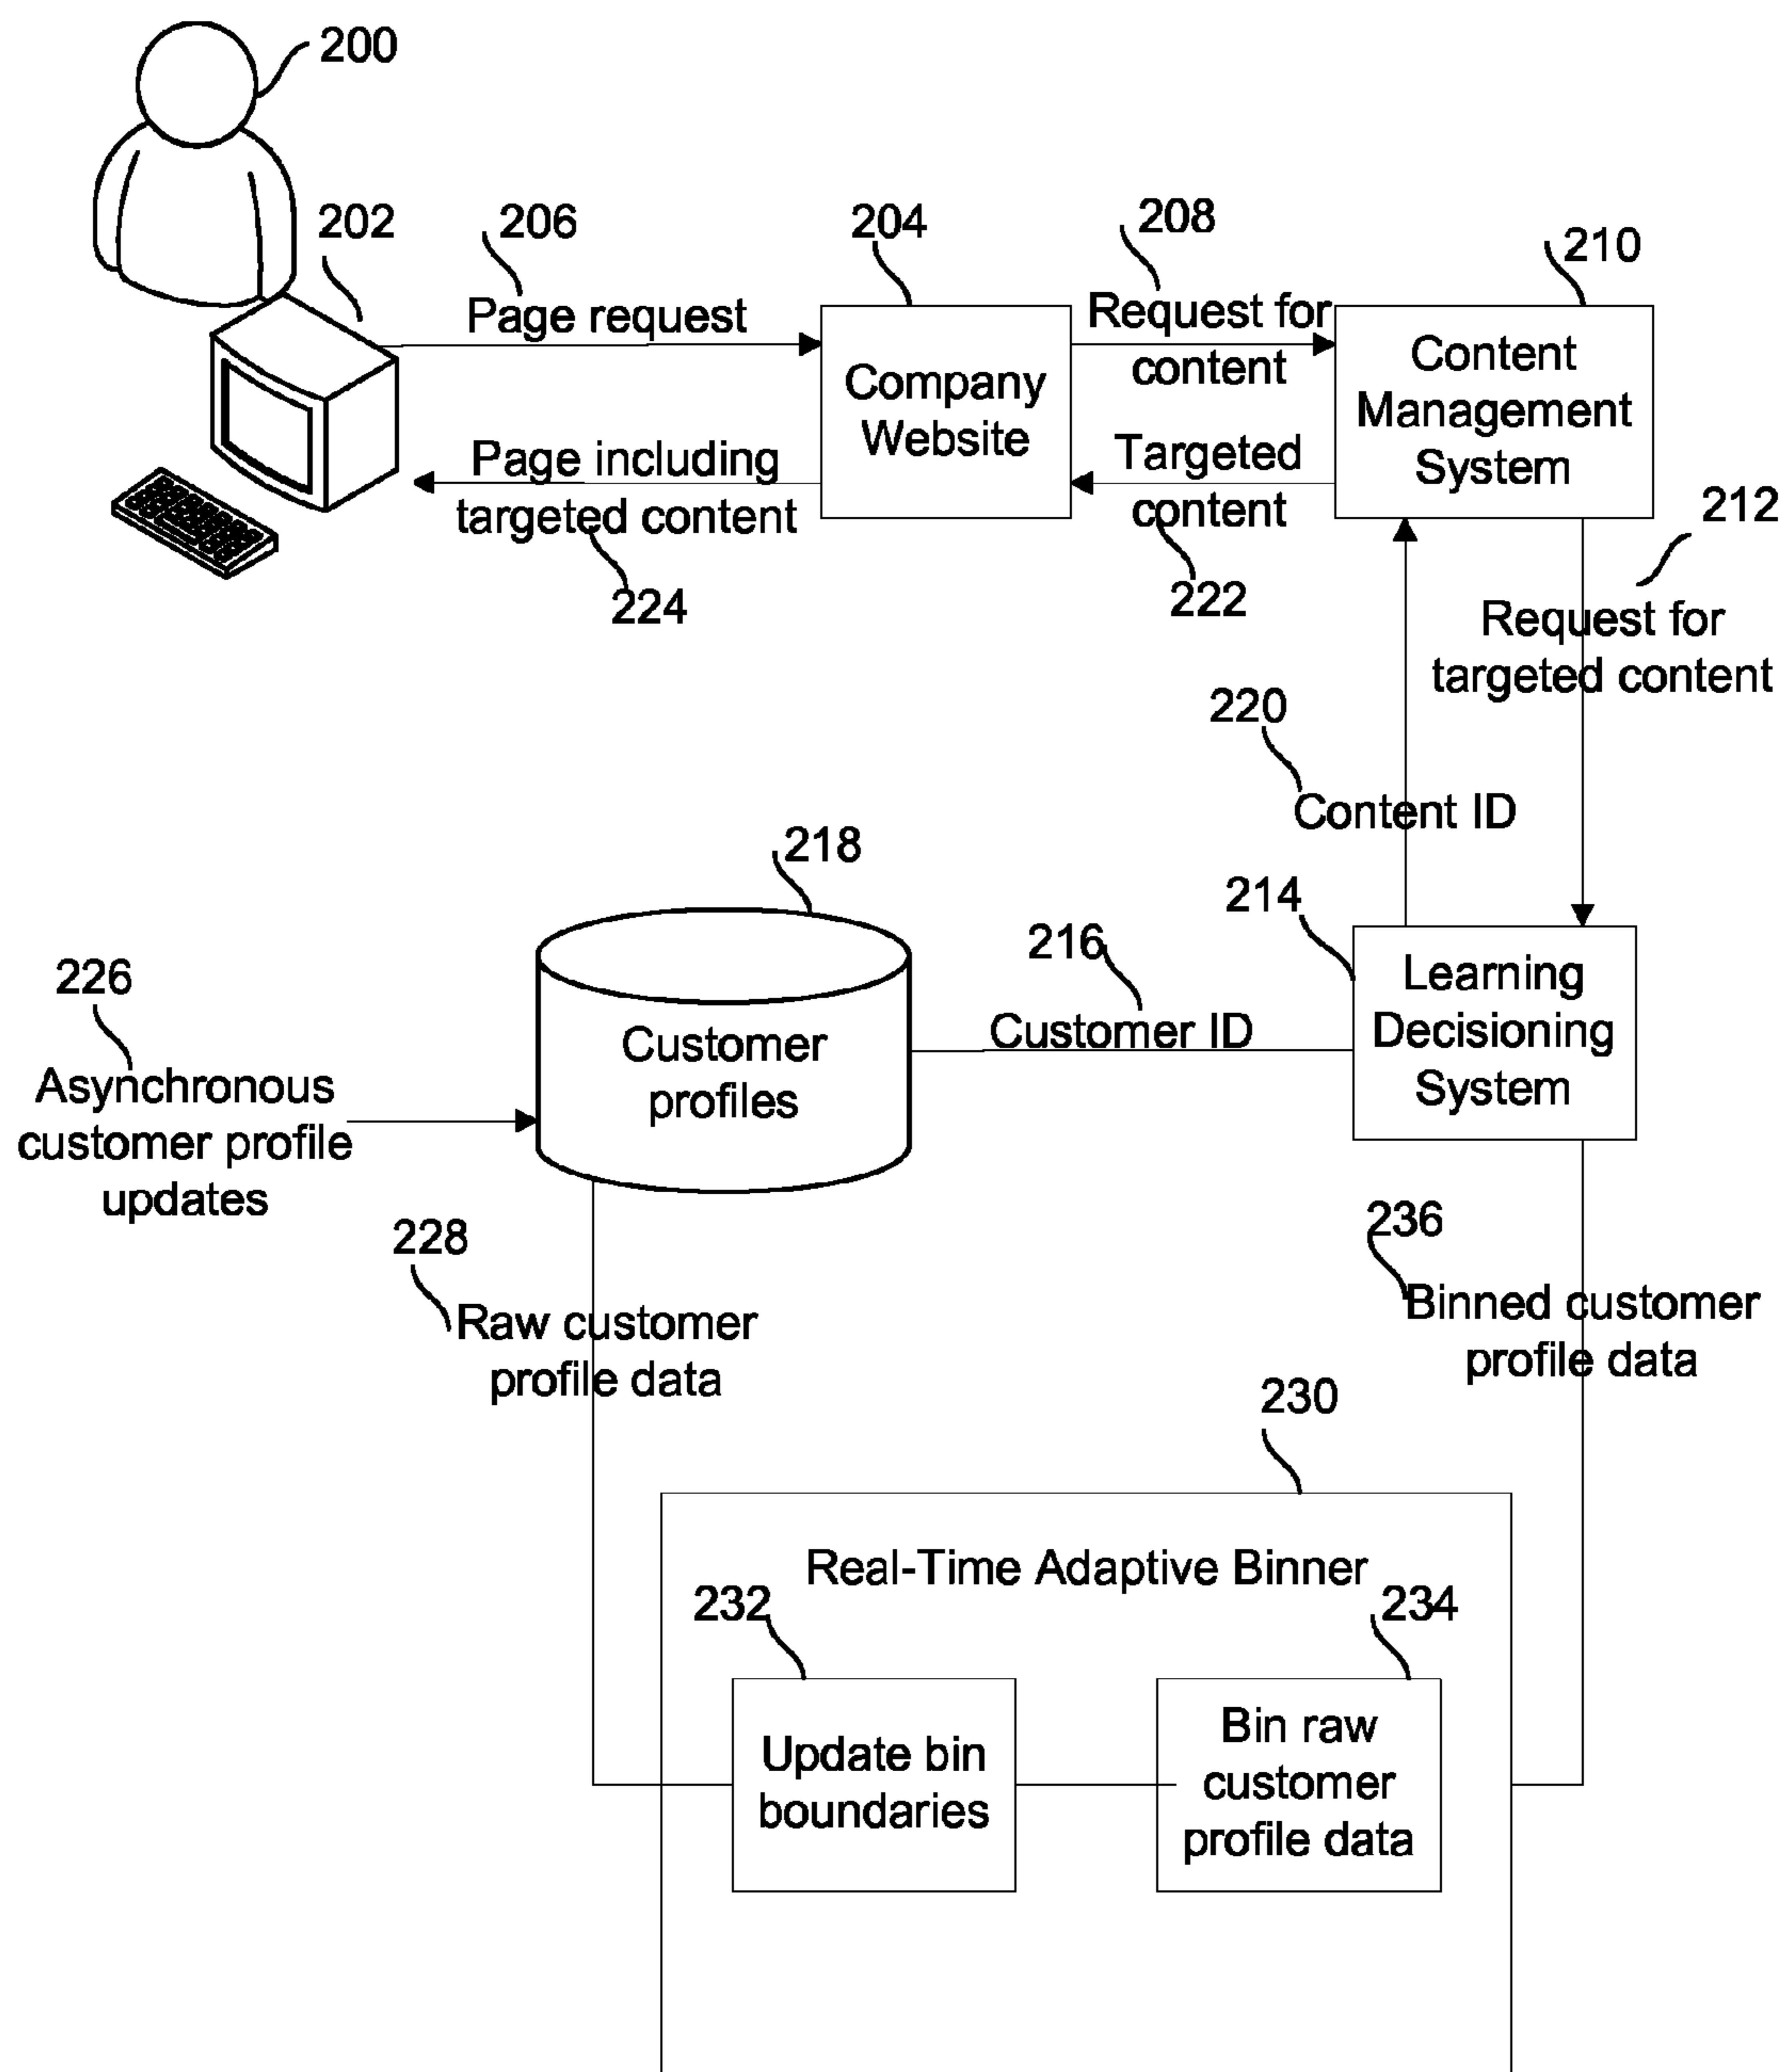 200
202
206
204
208
210
Page request
Request for
content
Company
Website
Content
Management
System
Page including
targeted content
Targeted
content
212
224
222
Request for
targeted content
220
Content ID
218
214
216
226
Customer ID
Learning
Decisioning
System
Customer
profiles
Asynchronous
customer profile
updates
228
236
Raw customer
profile data
Binned customer
profile data
230
Real-Time Adaptive Binner
232
234
Update bin
boundaries
Bin raw
customer
profile data